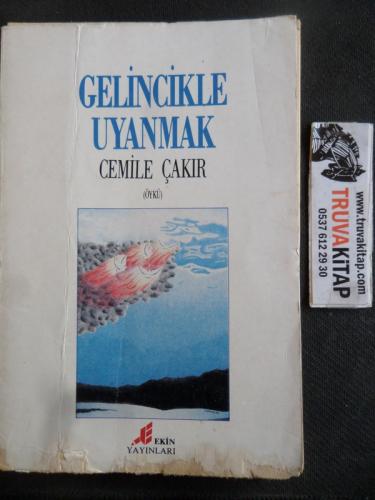 GELİNCİKLE
UYANMAK
CEMİLE ÇAKIR
(ÖYKÜ)
EKİN
YAYINLARI
www.truvakitap.com
TRUVAKİTAP
0537 612 29 30